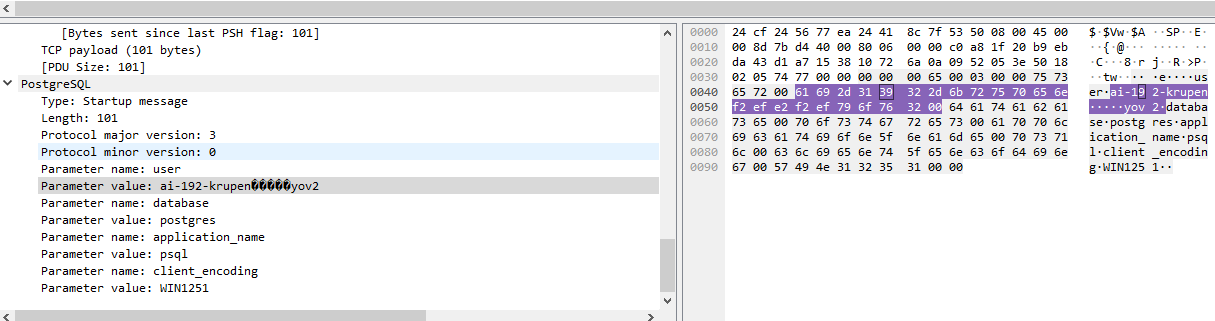 [Bytes sent since last PSH flag: 101]
TCP payload (101 bytes)
[PDU Size: 101]
PostgreSQL
Type: Startup message
Length: 101
Protocol major version: 3
Protocol minor version: 0
Parameter name: user
Parameter value: ai-192-krupen�����yov2
Parameter name: database
Parameter value: postgres
Parameter name: application_name
Parameter value: psql
Parameter name: client_encoding
Parameter value: WIN1251
0000 24 cf 24 56 77 ea 24 41 8c 7f 53 50 08 00 45 00 $·$Vw·$A ··SP··E·
0010 00 8d 7b d4 40 00 80 06 00 00 c0 a8 1f 20 b9 eb ··{·@··· ····· ··
0020 da 43 d1 a7 15 38 10 72 6a 0a 09 52 05 3e 50 18 ·C···8·r j··R·>P·
0030 02 05 74 77 00 00 00 00 00 65 00 03 00 00 75 73 ··tw···· ·e····us
0040 65 72 00 61 69 2d 31 39 32 2d 6b 72 75 70 65 6e er·ai-19 2-krupen
0050 f2 ef e2 f2 ef 79 6f 76 32 00 64 61 74 61 62 61 ·····yov 2·databa
0060 73 65 00 70 6f 73 74 67 72 65 73 00 61 70 70 6c se·postg res·appl
0070 69 63 61 74 69 6f 6e 5f 6e 61 6d 65 00 70 73 71 ication_ name·psq
0080 6c 00 63 6c 69 65 6e 74 5f 65 6e 63 6f 64 69 6e l·client _encodin
0090 67 00 57 49 4e 31 32 35 31 00 00 g·WIN125 1··